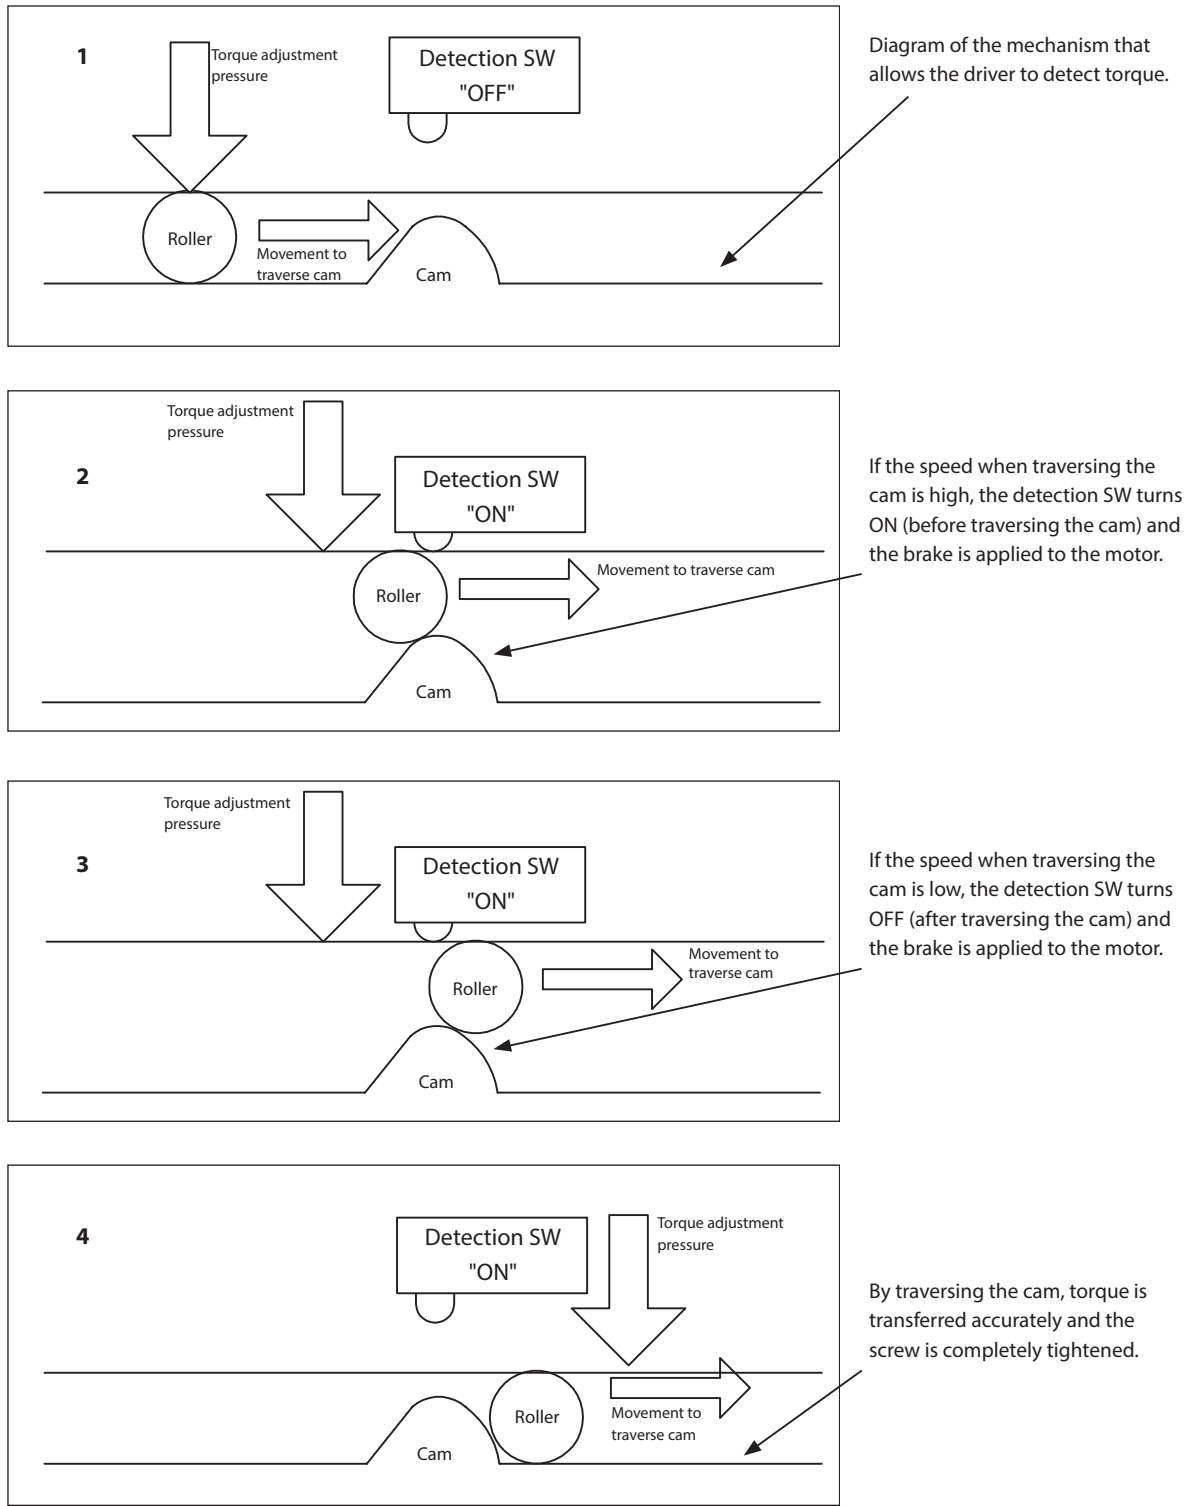 1
Torque adjustment
pressure
Detection SW
"OFF"
Roller
Movement to
traverse cam
Cam
Diagram of the mechanism that
allows the driver to detect torque.
2
Torque adjustment
pressure
Detection SW
"ON"
Roller
Movement to traverse cam
Cam
If the speed when traversing the
cam is high, the detection SW turns
ON (before traversing the cam) and
the brake is applied to the motor.
3
Torque adjustment
pressure
Detection SW
"ON"
Roller
Movement to
traverse cam
Cam
If the speed when traversing the
cam is low, the detection SW turns
OFF (after traversing the cam) and
the brake is applied to the motor.
4
Detection SW
"ON"
Torque adjustment
pressure
Roller
Movement to
traverse cam
Cam
By traversing the cam, torque is
transferred accurately and the
screw is completely tightened.